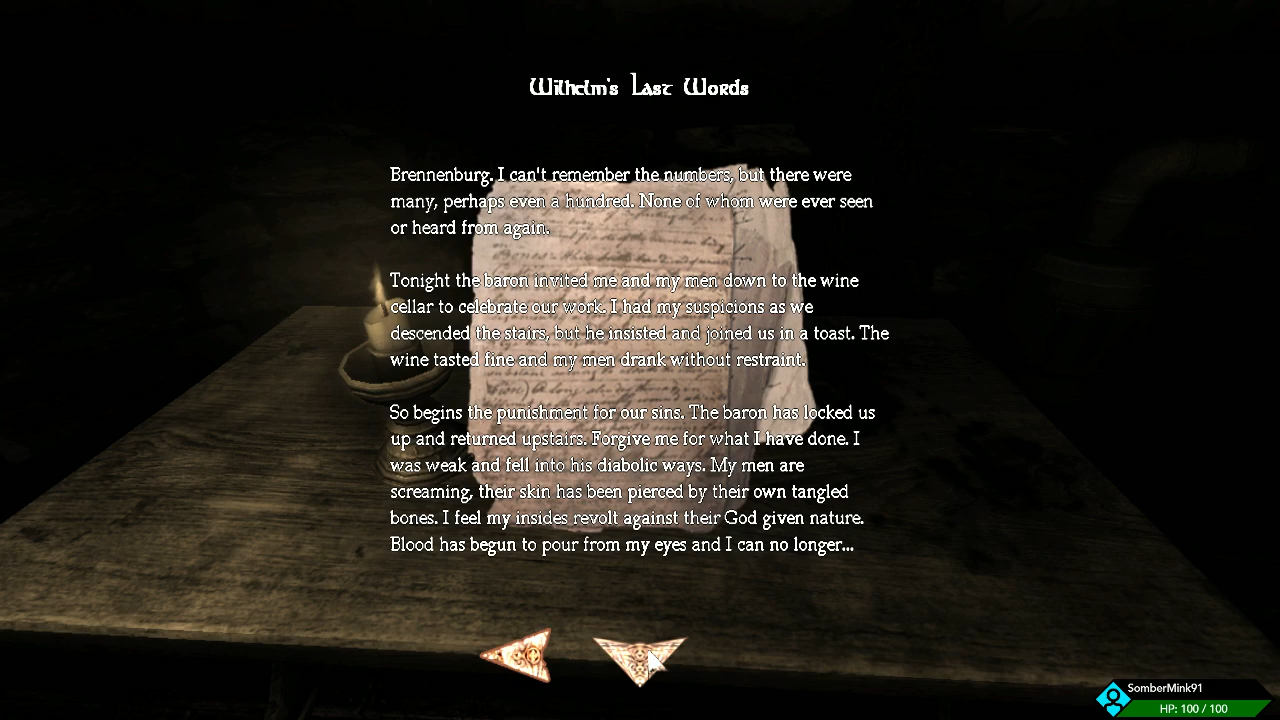 Wilhelm's Last Words
Brennenburg. I can't remember the numbers, but there were
many, perhaps even a hundred. None of whom were ever seen
or heard from again.
Tonight the baron invited me and my men down to the wine
cellar to celebrate our work. I had my suspicions as we
descended the stairs, but he insisted and joined us in a toast. The
wine tasted fine and my men drank without restraint.
So begins the punishment for our sins. The baron has locked us
up and returned upstairs. Forgive me for what I have done. I
was weak and fell into his diabolic ways. My men are
screaming, their skin has been pierced by their own tangled
bones. I feel my insides revolt against their God given nature.
Blood has begun to pour from my eyes and I can no longer...
SomberMink91
HP: 100 / 100